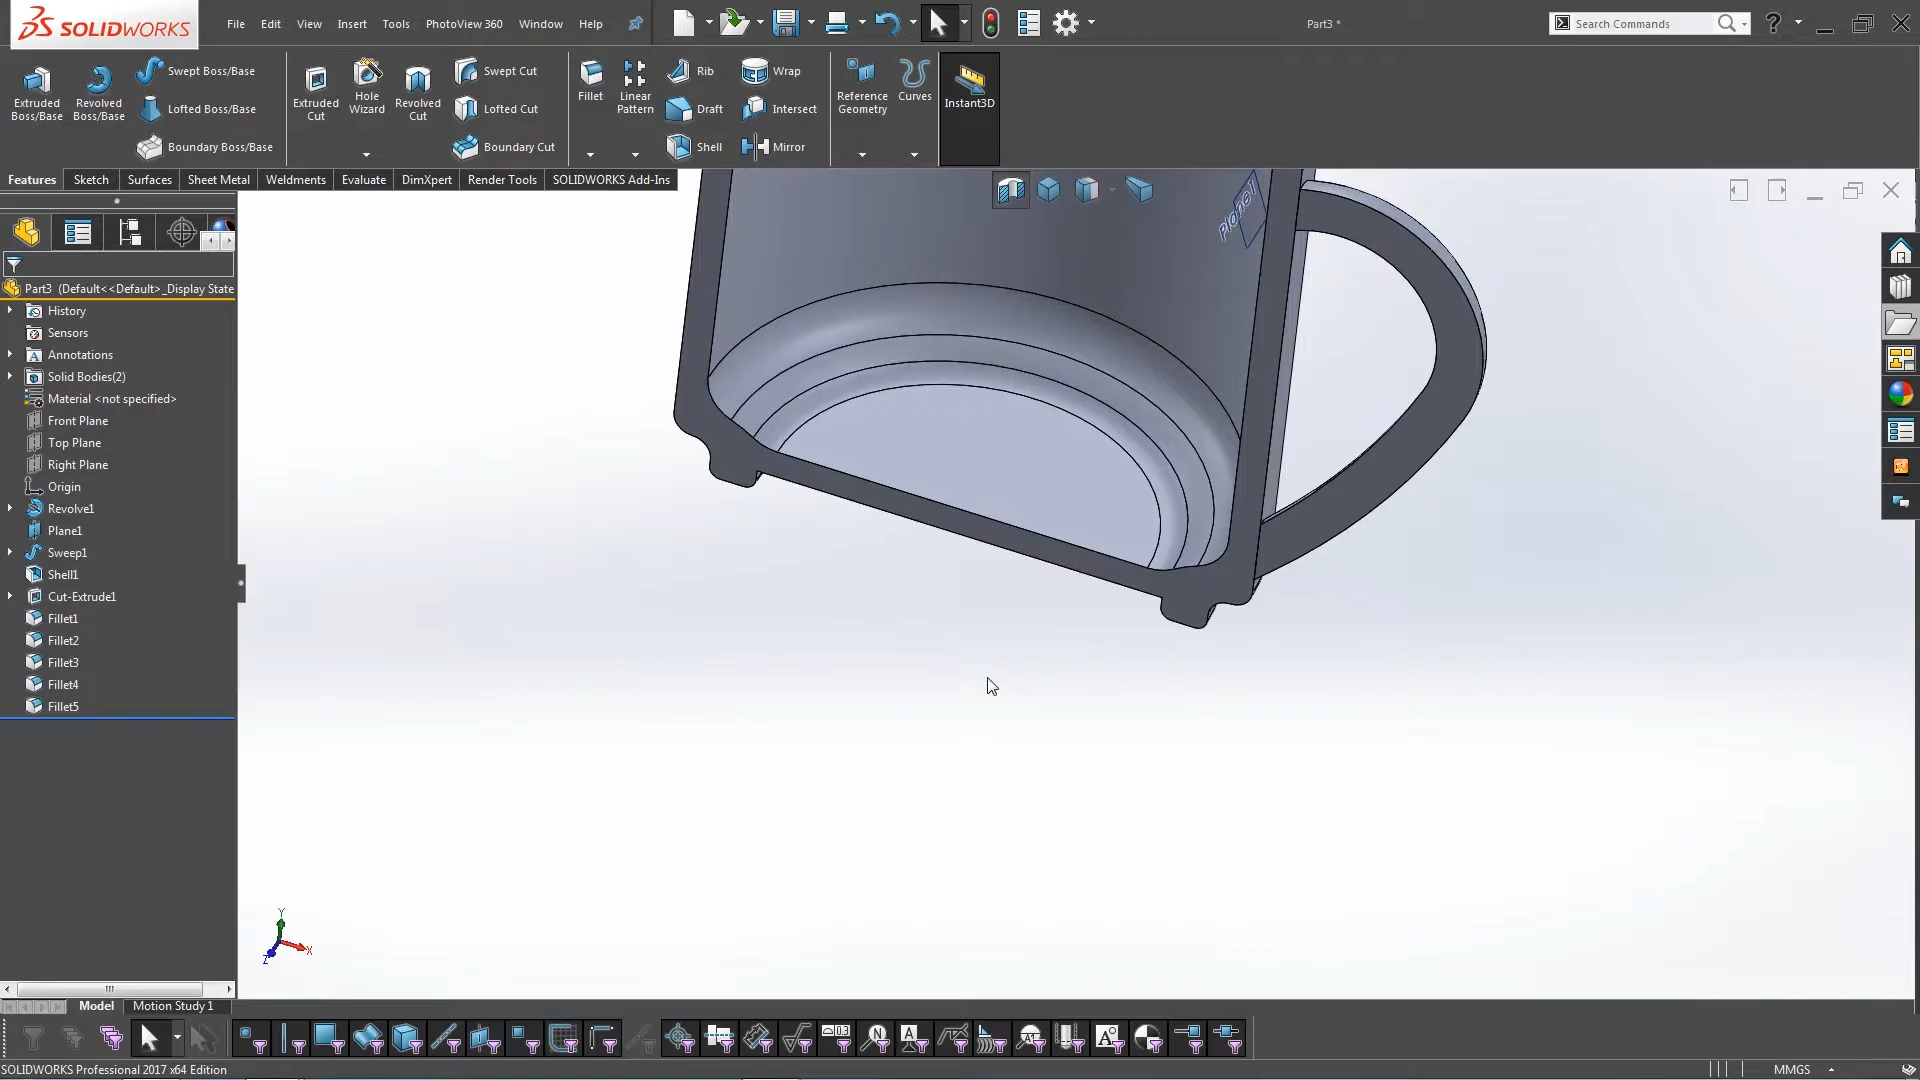 SOLIDWORKS
File Edit View Insert Tools PhotoView 360 Window Help
Part3 *
Search Commands
?
Extruded Boss/Base
Revolved Boss/Base
Swept Boss/Base
Lofted Boss/Base
Boundary Boss/Base
Extruded Cut
Hole Wizard
Revolved Cut
Swept Cut
Lofted Cut
Boundary Cut
Fillet
Linear Pattern
Rib
Draft
Shell
Wrap
Intersect
Mirror
Reference Geometry
Curves
Instant3D
Features Sketch Surfaces Sheet Metal Weldments Evaluate DimXpert Render Tools SOLIDWORKS Add-Ins
Plane1
Part3 (Default<<Default>_Display State
History
Sensors
Annotations
Solid Bodies(2)
Material <not specified>
Front Plane
Top Plane
Right Plane
Origin
Revolve1
Plane1
Sweep1
Shell1
Cut-Extrude1
Fillet1
Fillet2
Fillet3
Fillet4
Fillet5
Y
X
Z
Model Motion Study 1
SOLIDWORKS Professional 2017 x64 Edition
MMGS